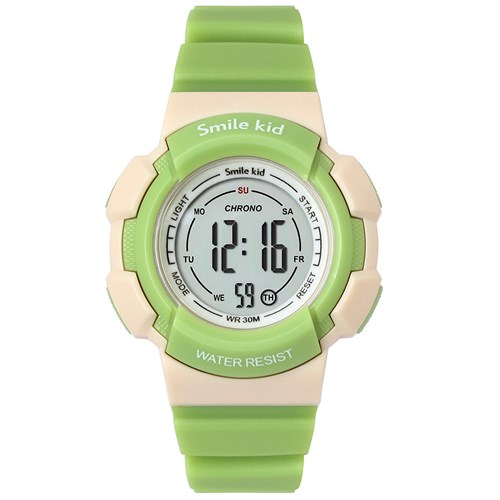 Smile kid
Smile kid
SU
LIGHT
START
MO
CHRONO
SA
TU
12:16
FR
WE
59
TH
MODE
RESET
WR 30M
WATER RESIST